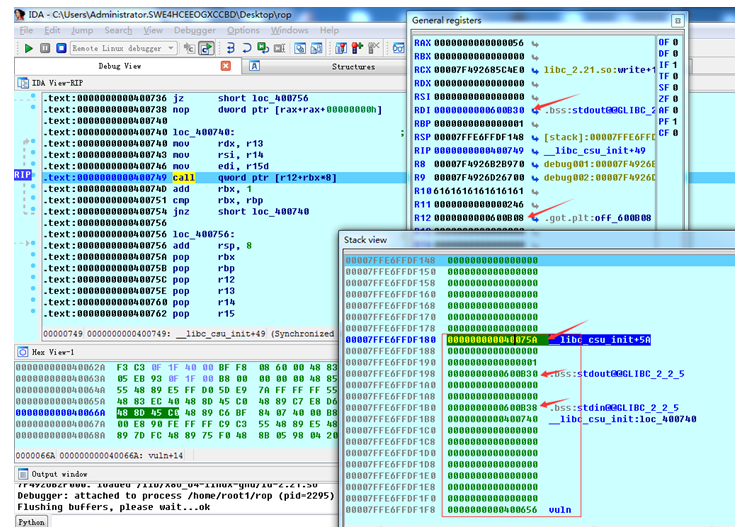 IDA - C:\Users\Administrator.SWE4HCEEOGXCCBD\Desktop\rop
File Edit Jump Search View Debugger Options Windows Help
Remote Linux debugger
Debug View
Structures
IDA View-RIP
.text:0000000000400736 jz short loc_400756
.text:0000000000400738 nop dword ptr [rax+rax+00000000h]
.text:0000000000400740
.text:0000000000400740 loc_400740: ;
.text:0000000000400740 mov rdx, r13
.text:0000000000400743 mov rsi, r14
.text:0000000000400746 mov edi, r15d
RIP .text:0000000000400749 call qword ptr [r12+rbx*8]
.text:000000000040074D add rbx, 1
.text:0000000000400751 cmp rbx, rbp
.text:0000000000400754 jnz short loc_400740
.text:0000000000400756
.text:0000000000400756 loc_400756:
.text:0000000000400756 add rsp, 8
.text:000000000040075A pop rbx
.text:000000000040075B pop rbp
.text:000000000040075C pop r12
.text:000000000040075E pop r13
.text:0000000000400760 pop r14
.text:0000000000400762 pop r15
00000749 0000000000400749: __libc_csu_init+49 (Synchronized
Hex View-1
000000000040062A F3 C3 0F 1F 40 00 BF F8 08 60 00 48 83
000000000040063A 05 EB 93 0F 1F 00 B8 00 00 00 00 48 85
000000000040064A 55 48 89 E5 FF D0 5D E9 7A FF FF FF 55
000000000040065A 48 83 EC 40 48 8D 45 C0 48 89 C7 E8 D6
000000000040066A 48 8D 45 C0 48 89 C6 BF 84 07 40 00 B8
000000000040067A 00 E8 90 FE FF FF C9 C3 55 48 89 E5 48
000000000040068A 89 7D FC 48 89 75 F0 48 8B 05 98 04 20
0000066A 000000000040066A: vuln+14
Output window
Debugger: attached to process /home/root1/rop (pid=2295)
Flushing buffers, please wait...ok
Python
General registers
RAX 0000000000000056
RBX 0000000000000000
RCX 00007F492685C4E0 libc_2.21.so:write+1
RDX 0000000000000000
RSI 0000000000000000
RDI 0000000000600B30 .bss:stdout@@GLIBC_2
RBP 0000000000000001
RSP 00007FFE6FFDF148 [stack]:00007FFE6FFD
RIP 0000000000400749 __libc_csu_init+49
R8 00007F4926B2B970 debug001:00007F4926B
R9 00007F4926D26700 debug002:00007F4926D
R10 6161616161616161
R11 0000000000000246
R12 0000000000600B08 .got.plt:off_600B08
OF 0
DF 0
IF 1
TF 0
SF 0
ZF 0
AF 0
PF 1
CF 0
Stack view
00007FFE6FFDF148 0000000000000000
00007FFE6FFDF150 0000000000000000
00007FFE6FFDF158 0000000000000000
00007FFE6FFDF160 0000000000000000
00007FFE6FFDF168 0000000000000000
00007FFE6FFDF170 0000000000000000
00007FFE6FFDF178 0000000000000000
00007FFE6FFDF180 000000000040075A __libc_csu_init+5A
00007FFE6FFDF188 0000000000000000
00007FFE6FFDF190 0000000000000001
00007FFE6FFDF198 0000000000600B30 .bss:stdout@@GLIBC_2_2_5
00007FFE6FFDF1A0 0000000000000000
00007FFE6FFDF1A8 0000000000000000
00007FFE6FFDF1B0 0000000000600B38 .bss:stdin@@GLIBC_2_2_5
00007FFE6FFDF1B8 0000000000400740 __libc_csu_init:loc_400740
00007FFE6FFDF1C0 0000000000000000
00007FFE6FFDF1C8 0000000000000000
00007FFE6FFDF1D0 0000000000000000
00007FFE6FFDF1D8 0000000000000000
00007FFE6FFDF1E0 0000000000000000
00007FFE6FFDF1E8 0000000000000000
00007FFE6FFDF1F0 0000000000000000
00007FFE6FFDF1F8 0000000000400656 vuln